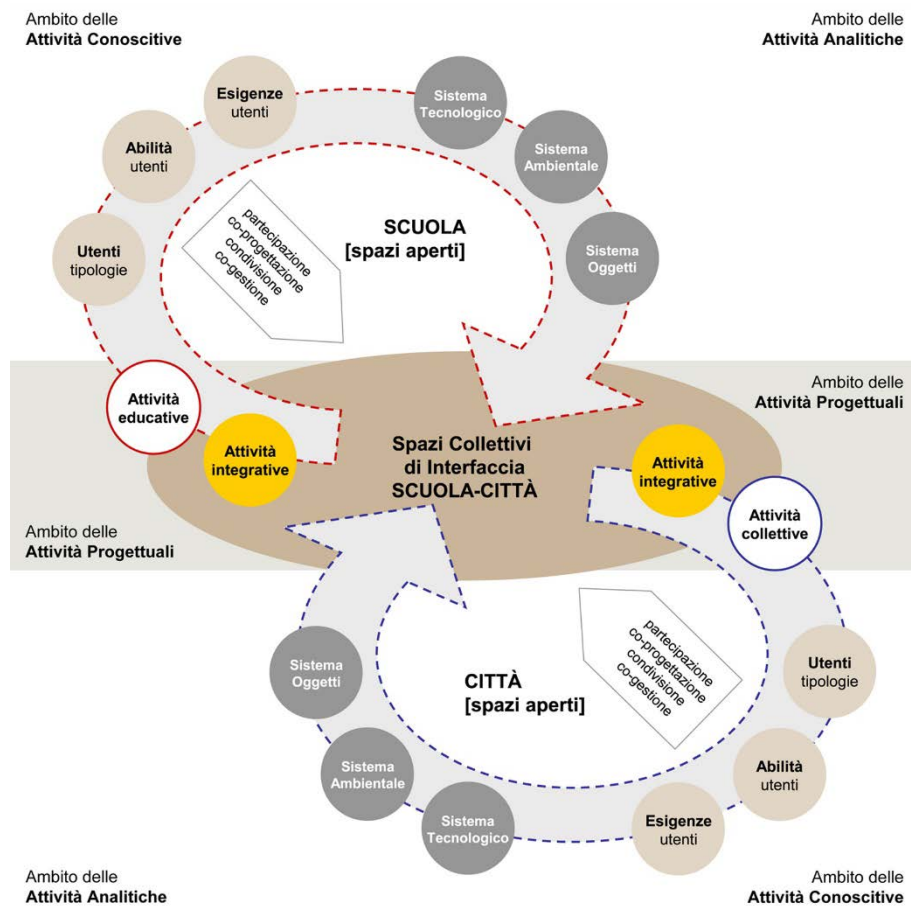 Ambito delle
Attività Conoscitive
Ambito delle
Attività Analitiche
Esigenze
utenti
Sistema
Tecnologico
Abilità
utenti
Sistema
Ambientale
Utenti
tipologie
partecipazione
co-progettazione
condivisione
co-gestione
SCUOLA
[spazi aperti]
Sistema
Oggetti
Attività
educative
Attività
integrative
Ambito delle
Attività Progettuali
Spazi Collettivi
di Interfaccia
SCUOLA-CITTÀ
Attività
integrative
Attività
collettive
Ambito delle
Attività Progettuali
Sistema
Oggetti
CITTÀ
[spazi aperti]
partecipazione
co-progettazione
condivisione
co-gestione
Utenti
tipologie
Sistema
Ambientale
Abilità
utenti
Sistema
Tecnologico
Esigenze
utenti
Ambito delle
Attività Analitiche
Ambito delle
Attività Conoscitive